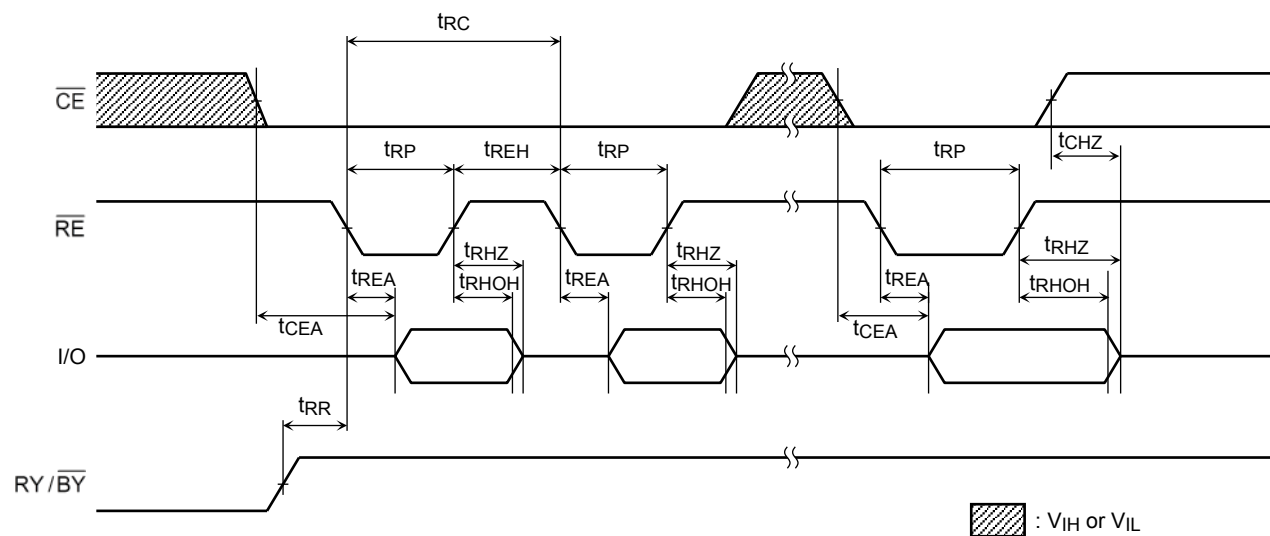 tRC
CE
tCHZ
tRP tREH tRP tRP
RE
tRHZ tRHZ tRHZ
tREA tRHOH tREA tRHOH tREA tRHOH
tCEA tCEA
I/O
tRR
RY/BY
: VIH or VIL